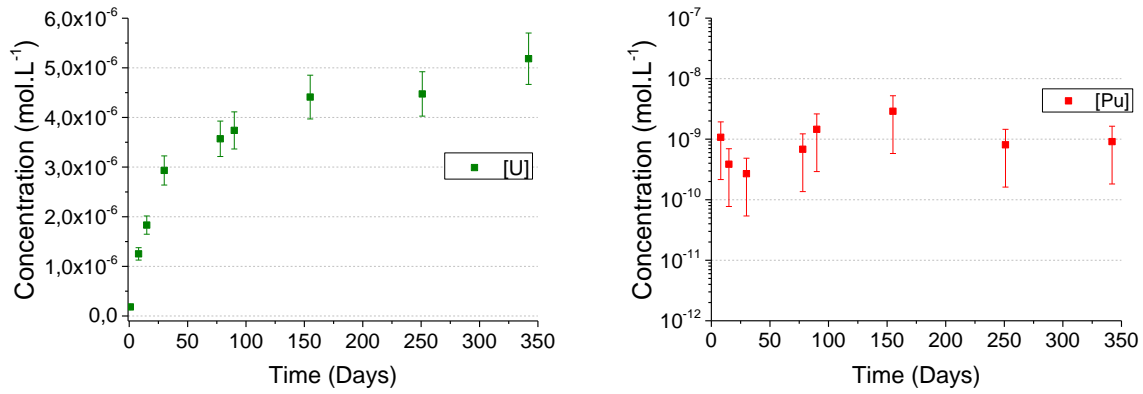 6,0x10⁻⁶
5,0x10⁻⁶
4,0x10⁻⁶
3,0x10⁻⁶
2,0x10⁻⁶
1,0x10⁻⁶
0,0
Concentration (mol.L⁻¹)
[U]
0 50 100 150 200 250 300 350
Time (Days)
10⁻⁷
10⁻⁸
10⁻⁹
10⁻¹⁰
10⁻¹¹
10⁻¹²
Concentration (mol.L⁻¹)
[Pu]
0 50 100 150 200 250 300 350
Time (Days)